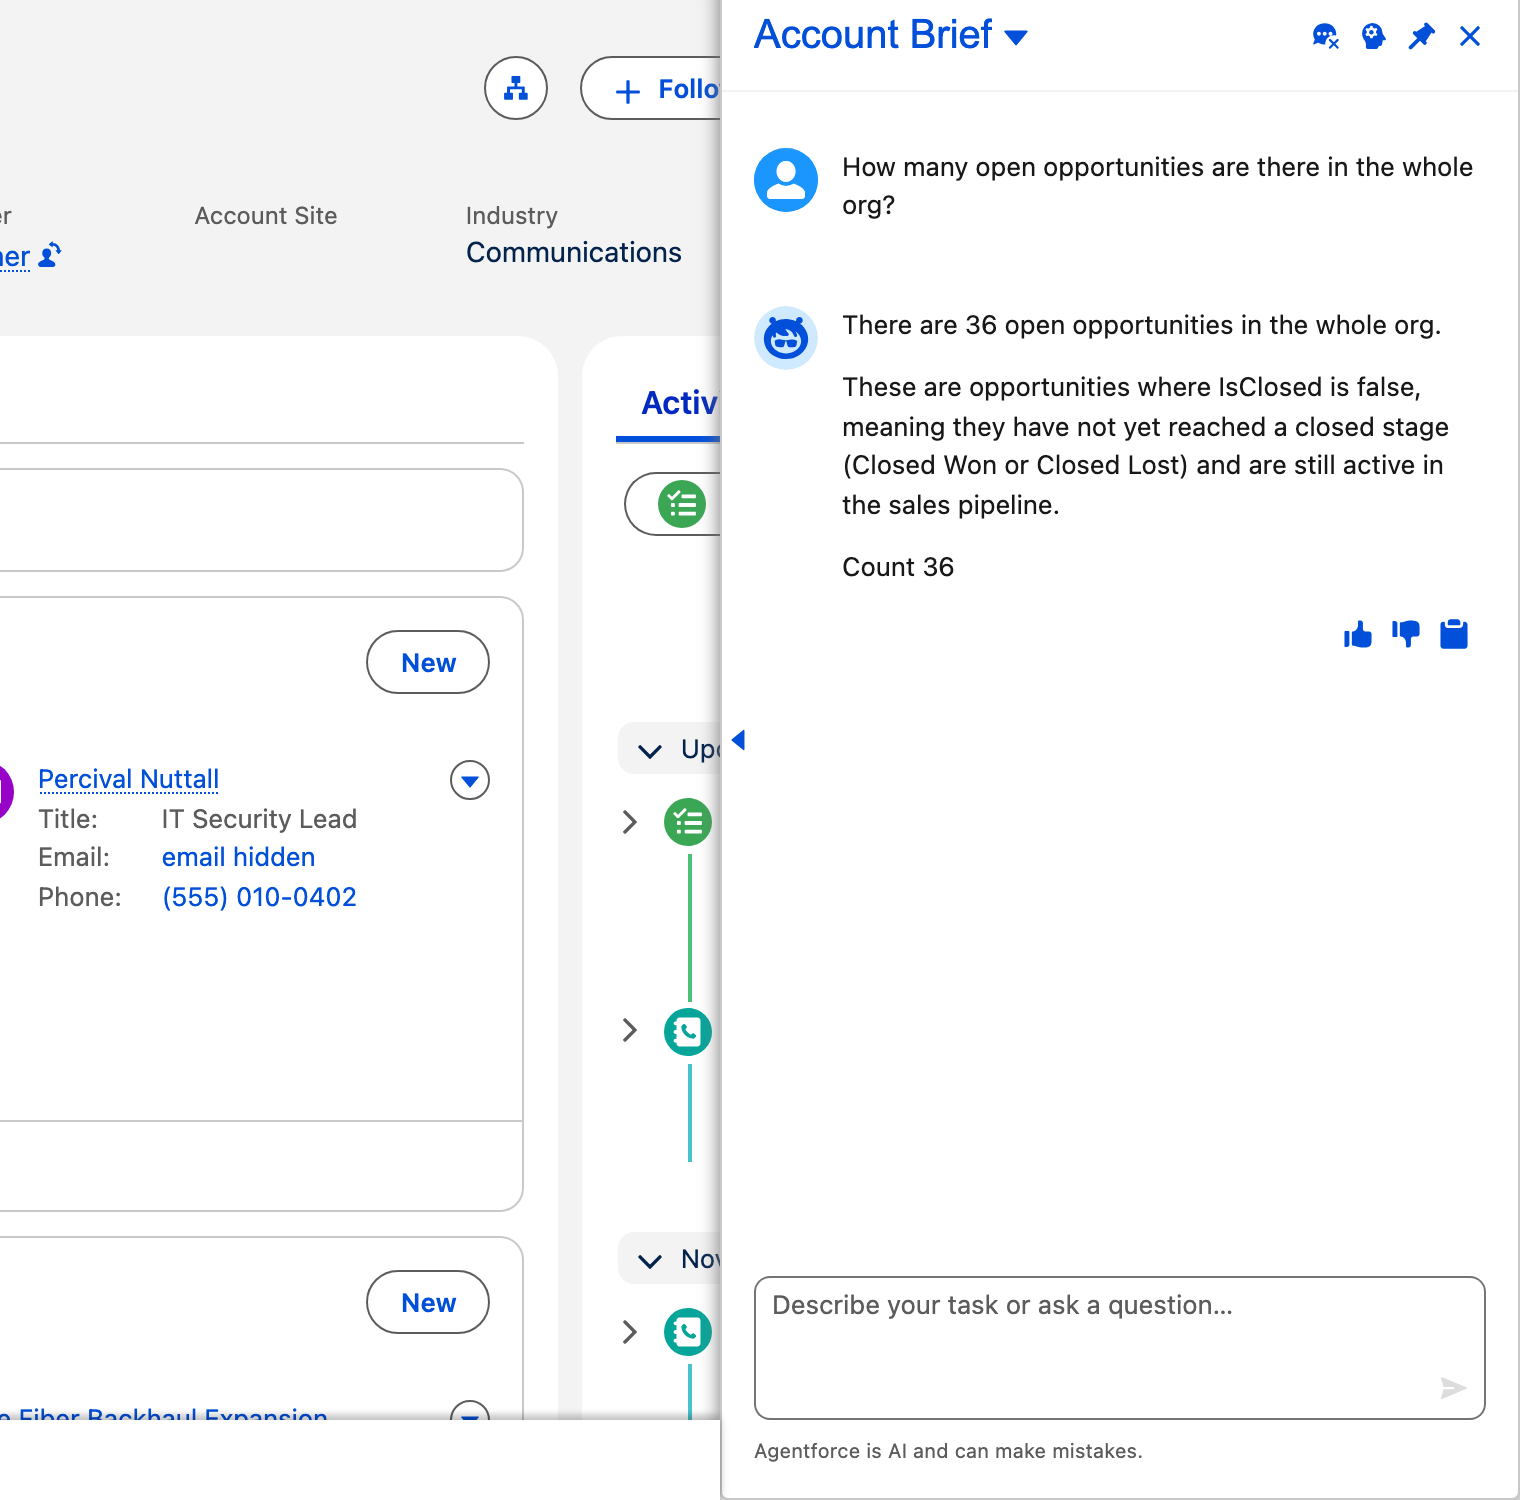 Account Brief
Follo
Account Site
Industry
Communications
Activ
New
Percival Nuttall
Title: IT Security Lead
Email: email hidden
Phone: (555) 010-0402
New
Fiber Backhaul Expansion
How many open opportunities are there in the whole
org?
There are 36 open opportunities in the whole org.
These are opportunities where IsClosed is false,
meaning they have not yet reached a closed stage
(Closed Won or Closed Lost) and are still active in
the sales pipeline.
Count 36
Describe your task or ask a question...
Agentforce is AI and can make mistakes.